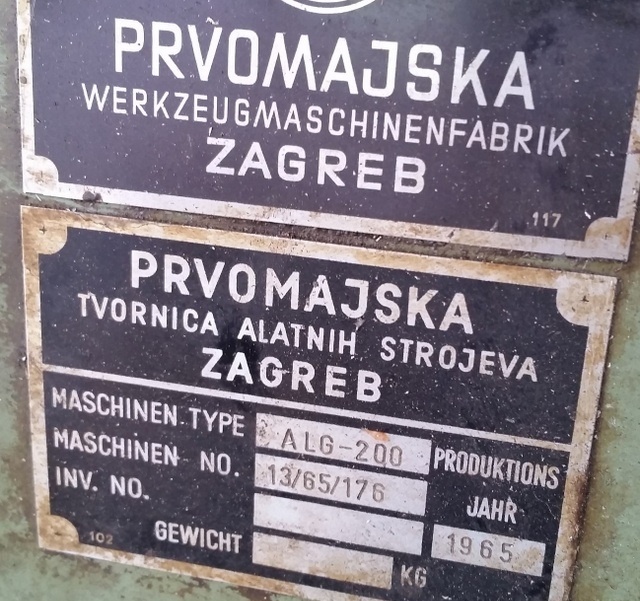 PRVOMAJSKA
WERKZEUGMASCHINENFABRIK
ZAGREB
117
PRVOMAJSKA
TVORNICA ALATNIH STROJEVA
ZAGREB
MASCHINEN TYPE ALG-200
MASCHINEN NO. 13/65/176
INV. NO.
GEWICHT KG
PRODUKTIONS
JAHR
1965
102